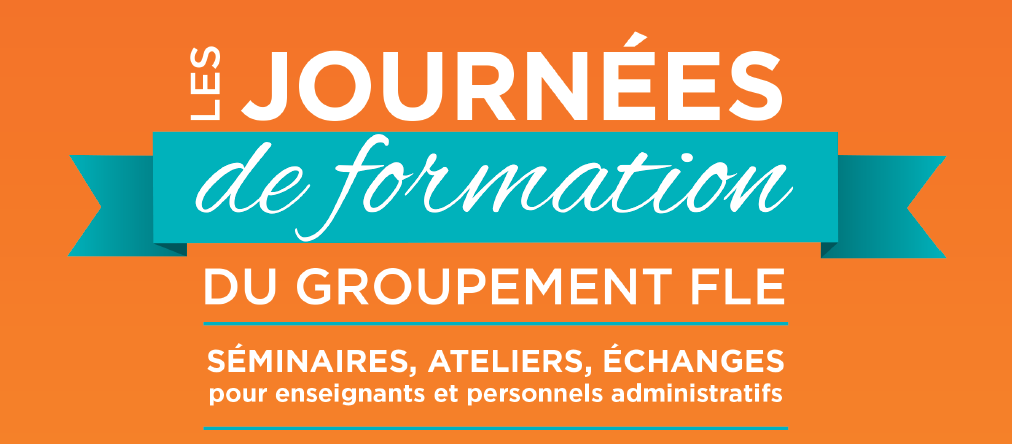 LES JOURNÉES
de formation
DU GROUPEMENT FLE
SÉMINAIRES, ATELIERS, ÉCHANGES
pour enseignants et personnels administratifs